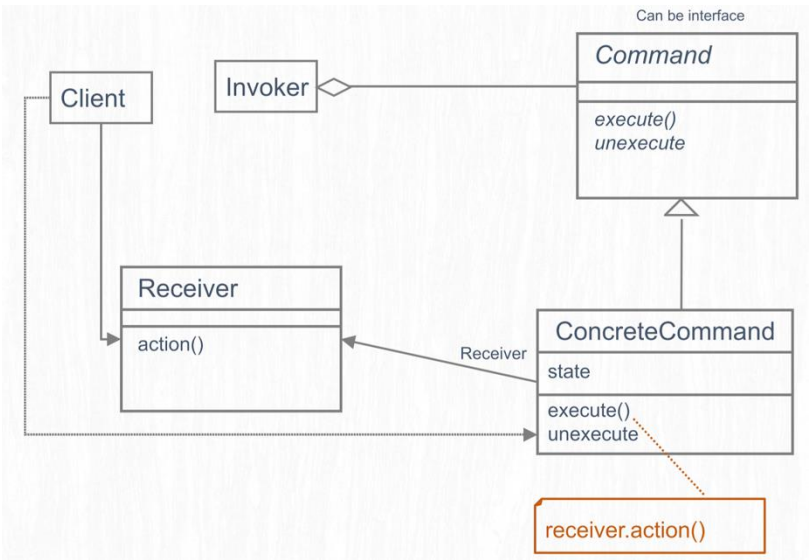 Can be interface
Command
Client
Invoker
execute()
unexecute
Receiver
action()
Receiver
ConcreteCommand
state
execute()
unexecute
receiver.action()